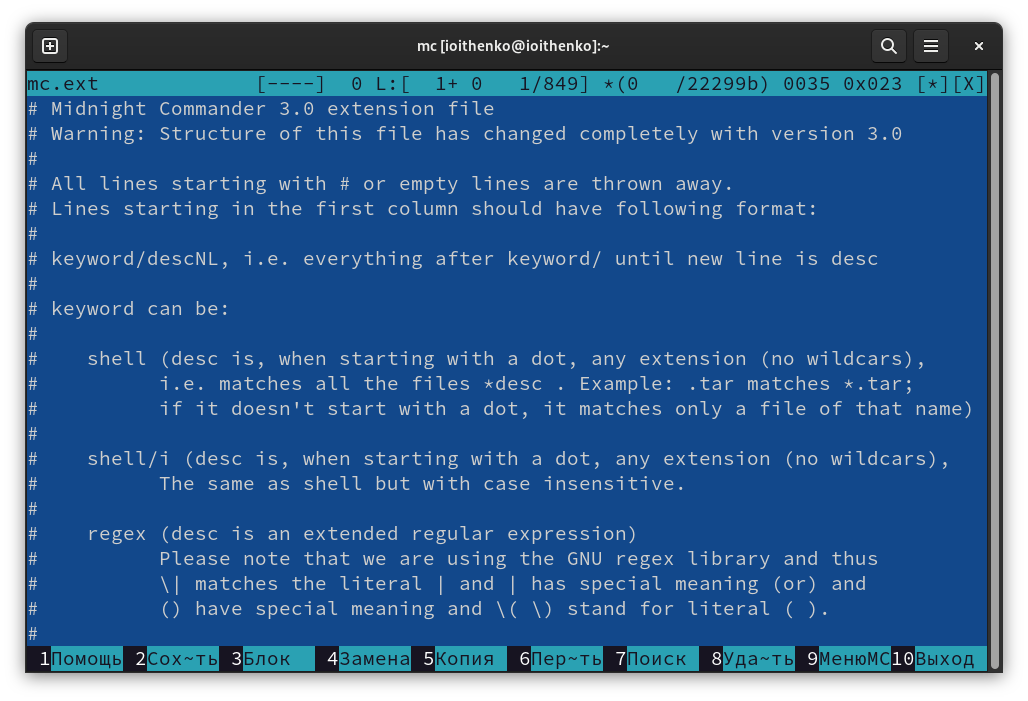 mc [ioithenko@ioithenko]:~
mc.ext [----] 0 L:[ 1+ 0 1/849] *(0 /22299b) 0035 0x023 [*][X]
# Midnight Commander 3.0 extension file
# Warning: Structure of this file has changed completely with version 3.0
#
# All lines starting with # or empty lines are thrown away.
# Lines starting in the first column should have following format:
#
# keyword/descNL, i.e. everything after keyword/ until new line is desc
#
# keyword can be:
#
# shell (desc is, when starting with a dot, any extension (no wildcars),
# i.e. matches all the files *desc . Example: .tar matches *.tar;
# if it doesn't start with a dot, it matches only a file of that name)
#
# shell/i (desc is, when starting with a dot, any extension (no wildcars),
# The same as shell but with case insensitive.
#
# regex (desc is an extended regular expression)
# Please note that we are using the GNU regex library and thus
# \| matches the literal | and | has special meaning (or) and
# () have special meaning and \( \) stand for literal ( ).
#
1Помощь 2Сох~ть 3Блок 4Замена 5Копия 6Пер~ть 7Поиск 8Уда~ть 9МенюМС 10Выход